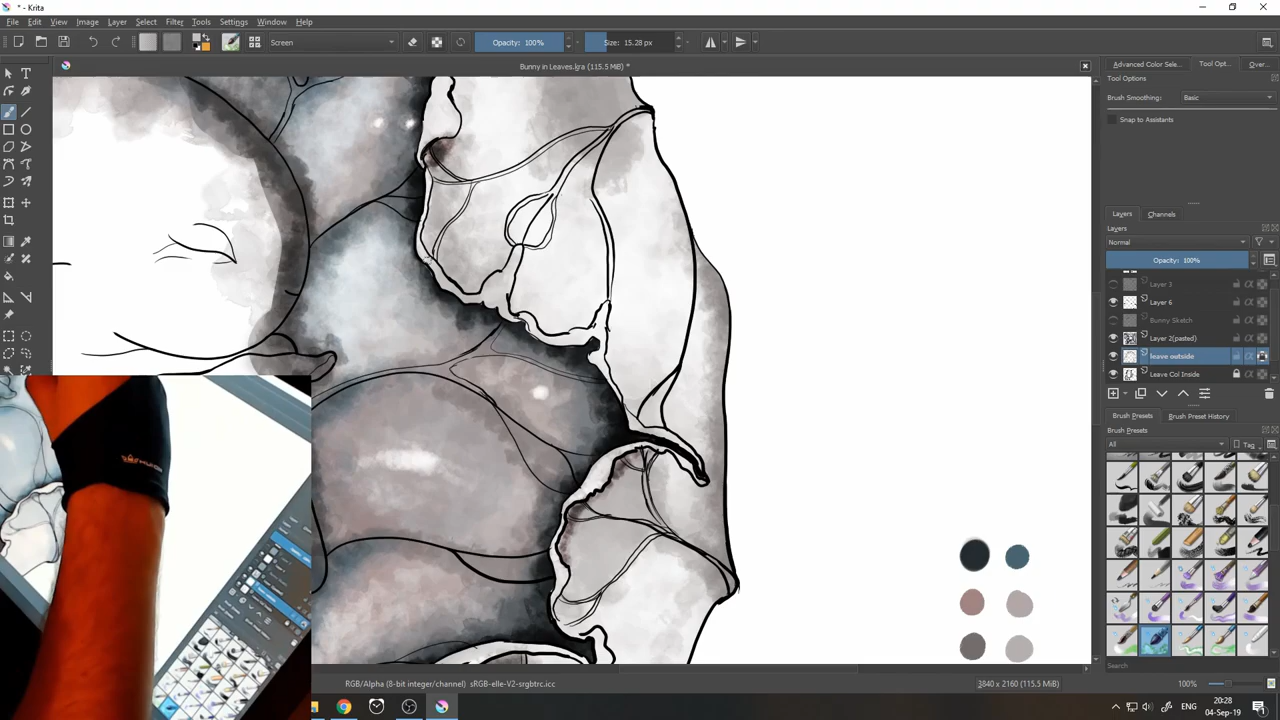 * - Krita
File Edit View Image Layer Select Filter Tools Settings Window Help
Screen Opacity: 100% Size: 15.28 px
Bunny in Leaves.kra (115.5 MiB) *
Advanced Color Sele... Tool Opt... Over...
Tool Options
Brush Smoothing: Basic
Snap to Assistants
Layers Channels
Layers
Normal
Opacity: 100%
Layer 3
Layer 6
Bunny Sketch
Layer 2(pasted)
leave outside
Leave Col Inside
Brush Presets Brush Preset History
Brush Presets
All Tag
Search
RGB/Alpha (8-bit integer/channel) sRGB-elle-V2-srgbtrc.icc 3840 x 2160 (115.5 MiB) 100%
ENG 20:28
04-Sep-19